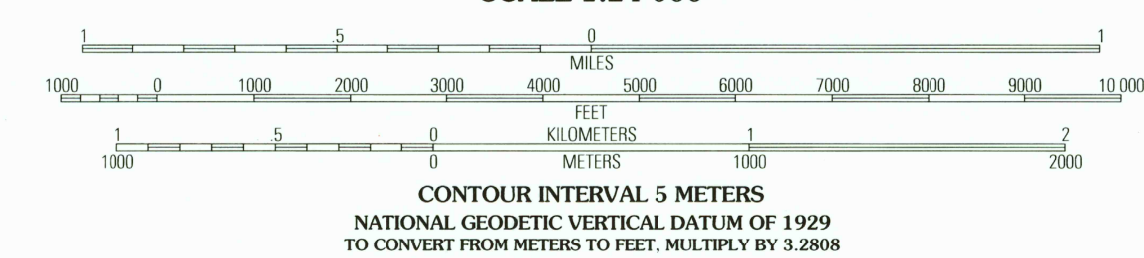 1 .5 0 1
MILES
1000 0 1000 2000 3000 4000 5000 6000 7000 8000 9000 10 000
FEET
1 .5 0 KILOMETERS 1 2
1000 0 METERS 1000 2000
CONTOUR INTERVAL 5 METERS
NATIONAL GEODETIC VERTICAL DATUM OF 1929
TO CONVERT FROM METERS TO FEET, MULTIPLY BY 3.2808